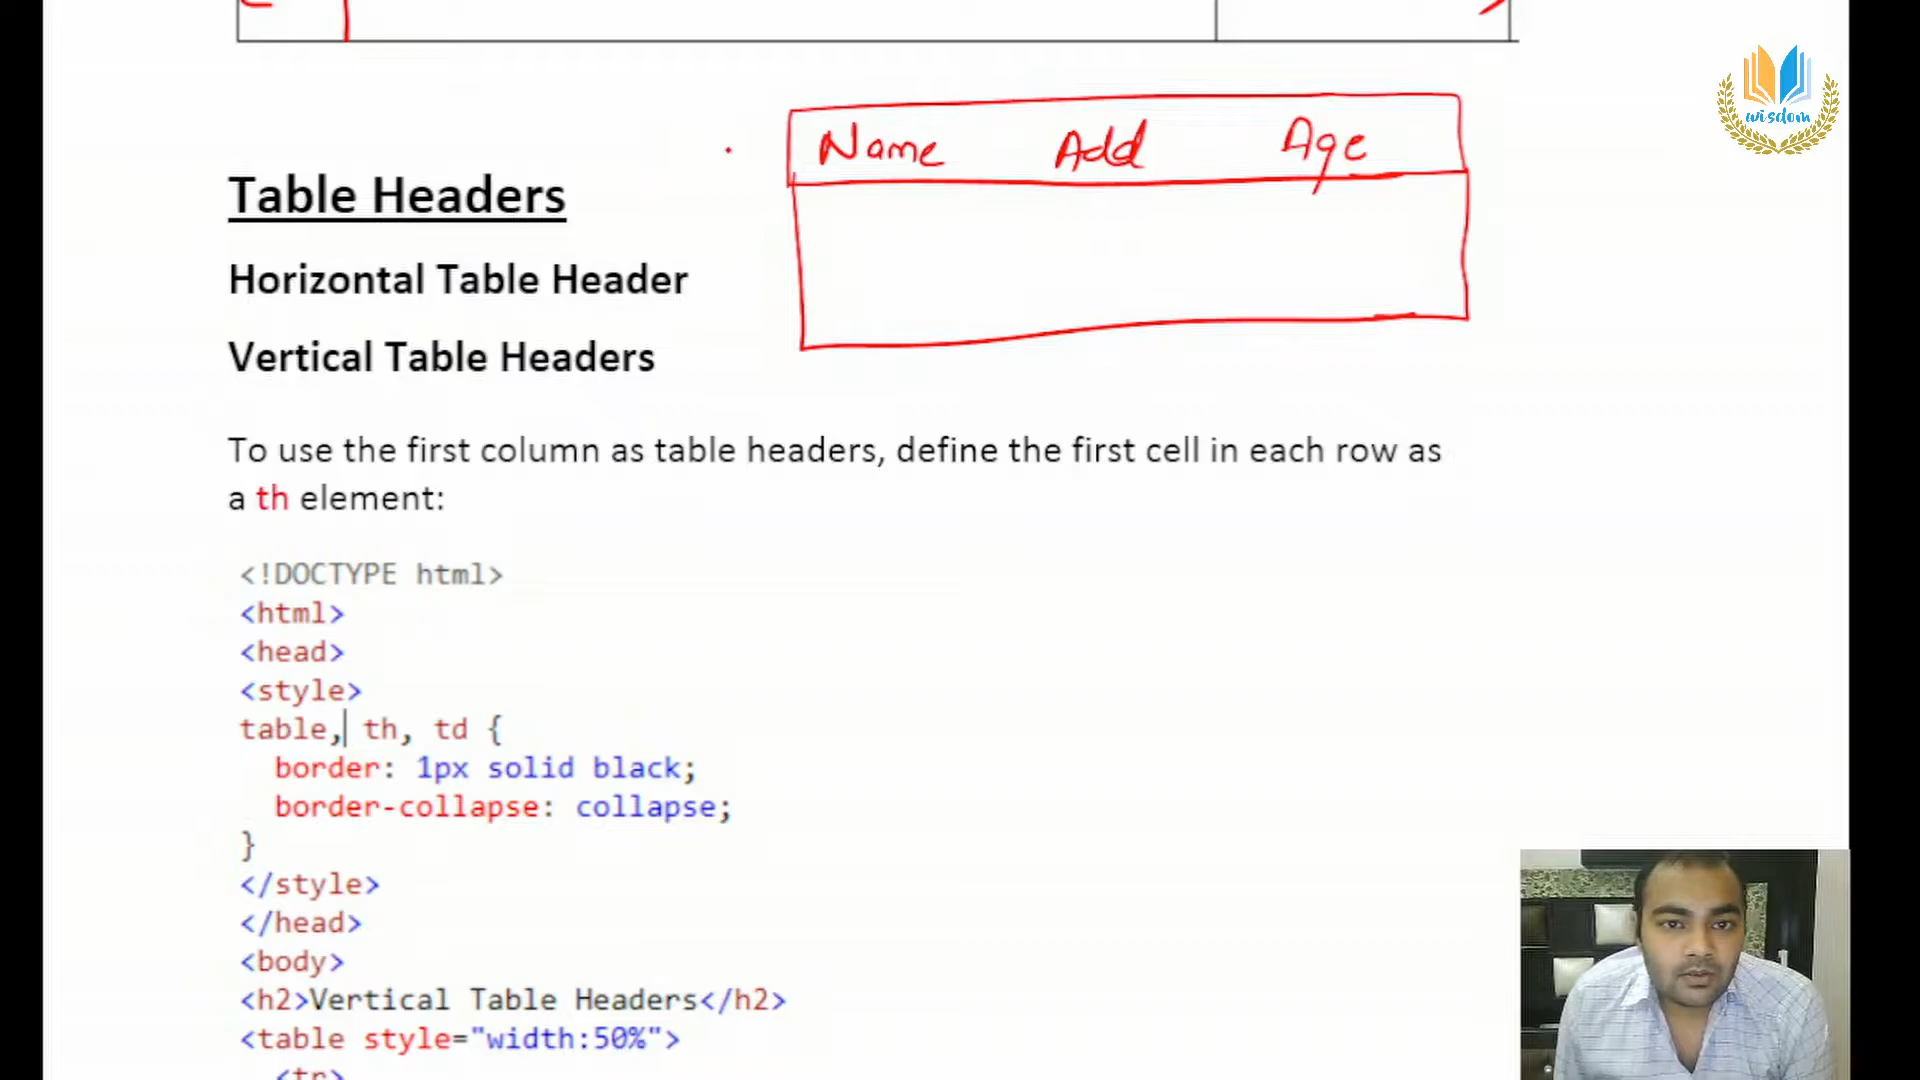 Name Add Age
wisdom
Table Headers
Horizontal Table Header
Vertical Table Headers
To use the first column as table headers, define the first cell in each row as
a th element:
<!DOCTYPE html>
<html>
<head>
<style>
table, th, td {
border: 1px solid black;
border-collapse: collapse;
}
</style>
</head>
<body>
<h2>Vertical Table Headers</h2>
<table style="width:50%">
<tr>